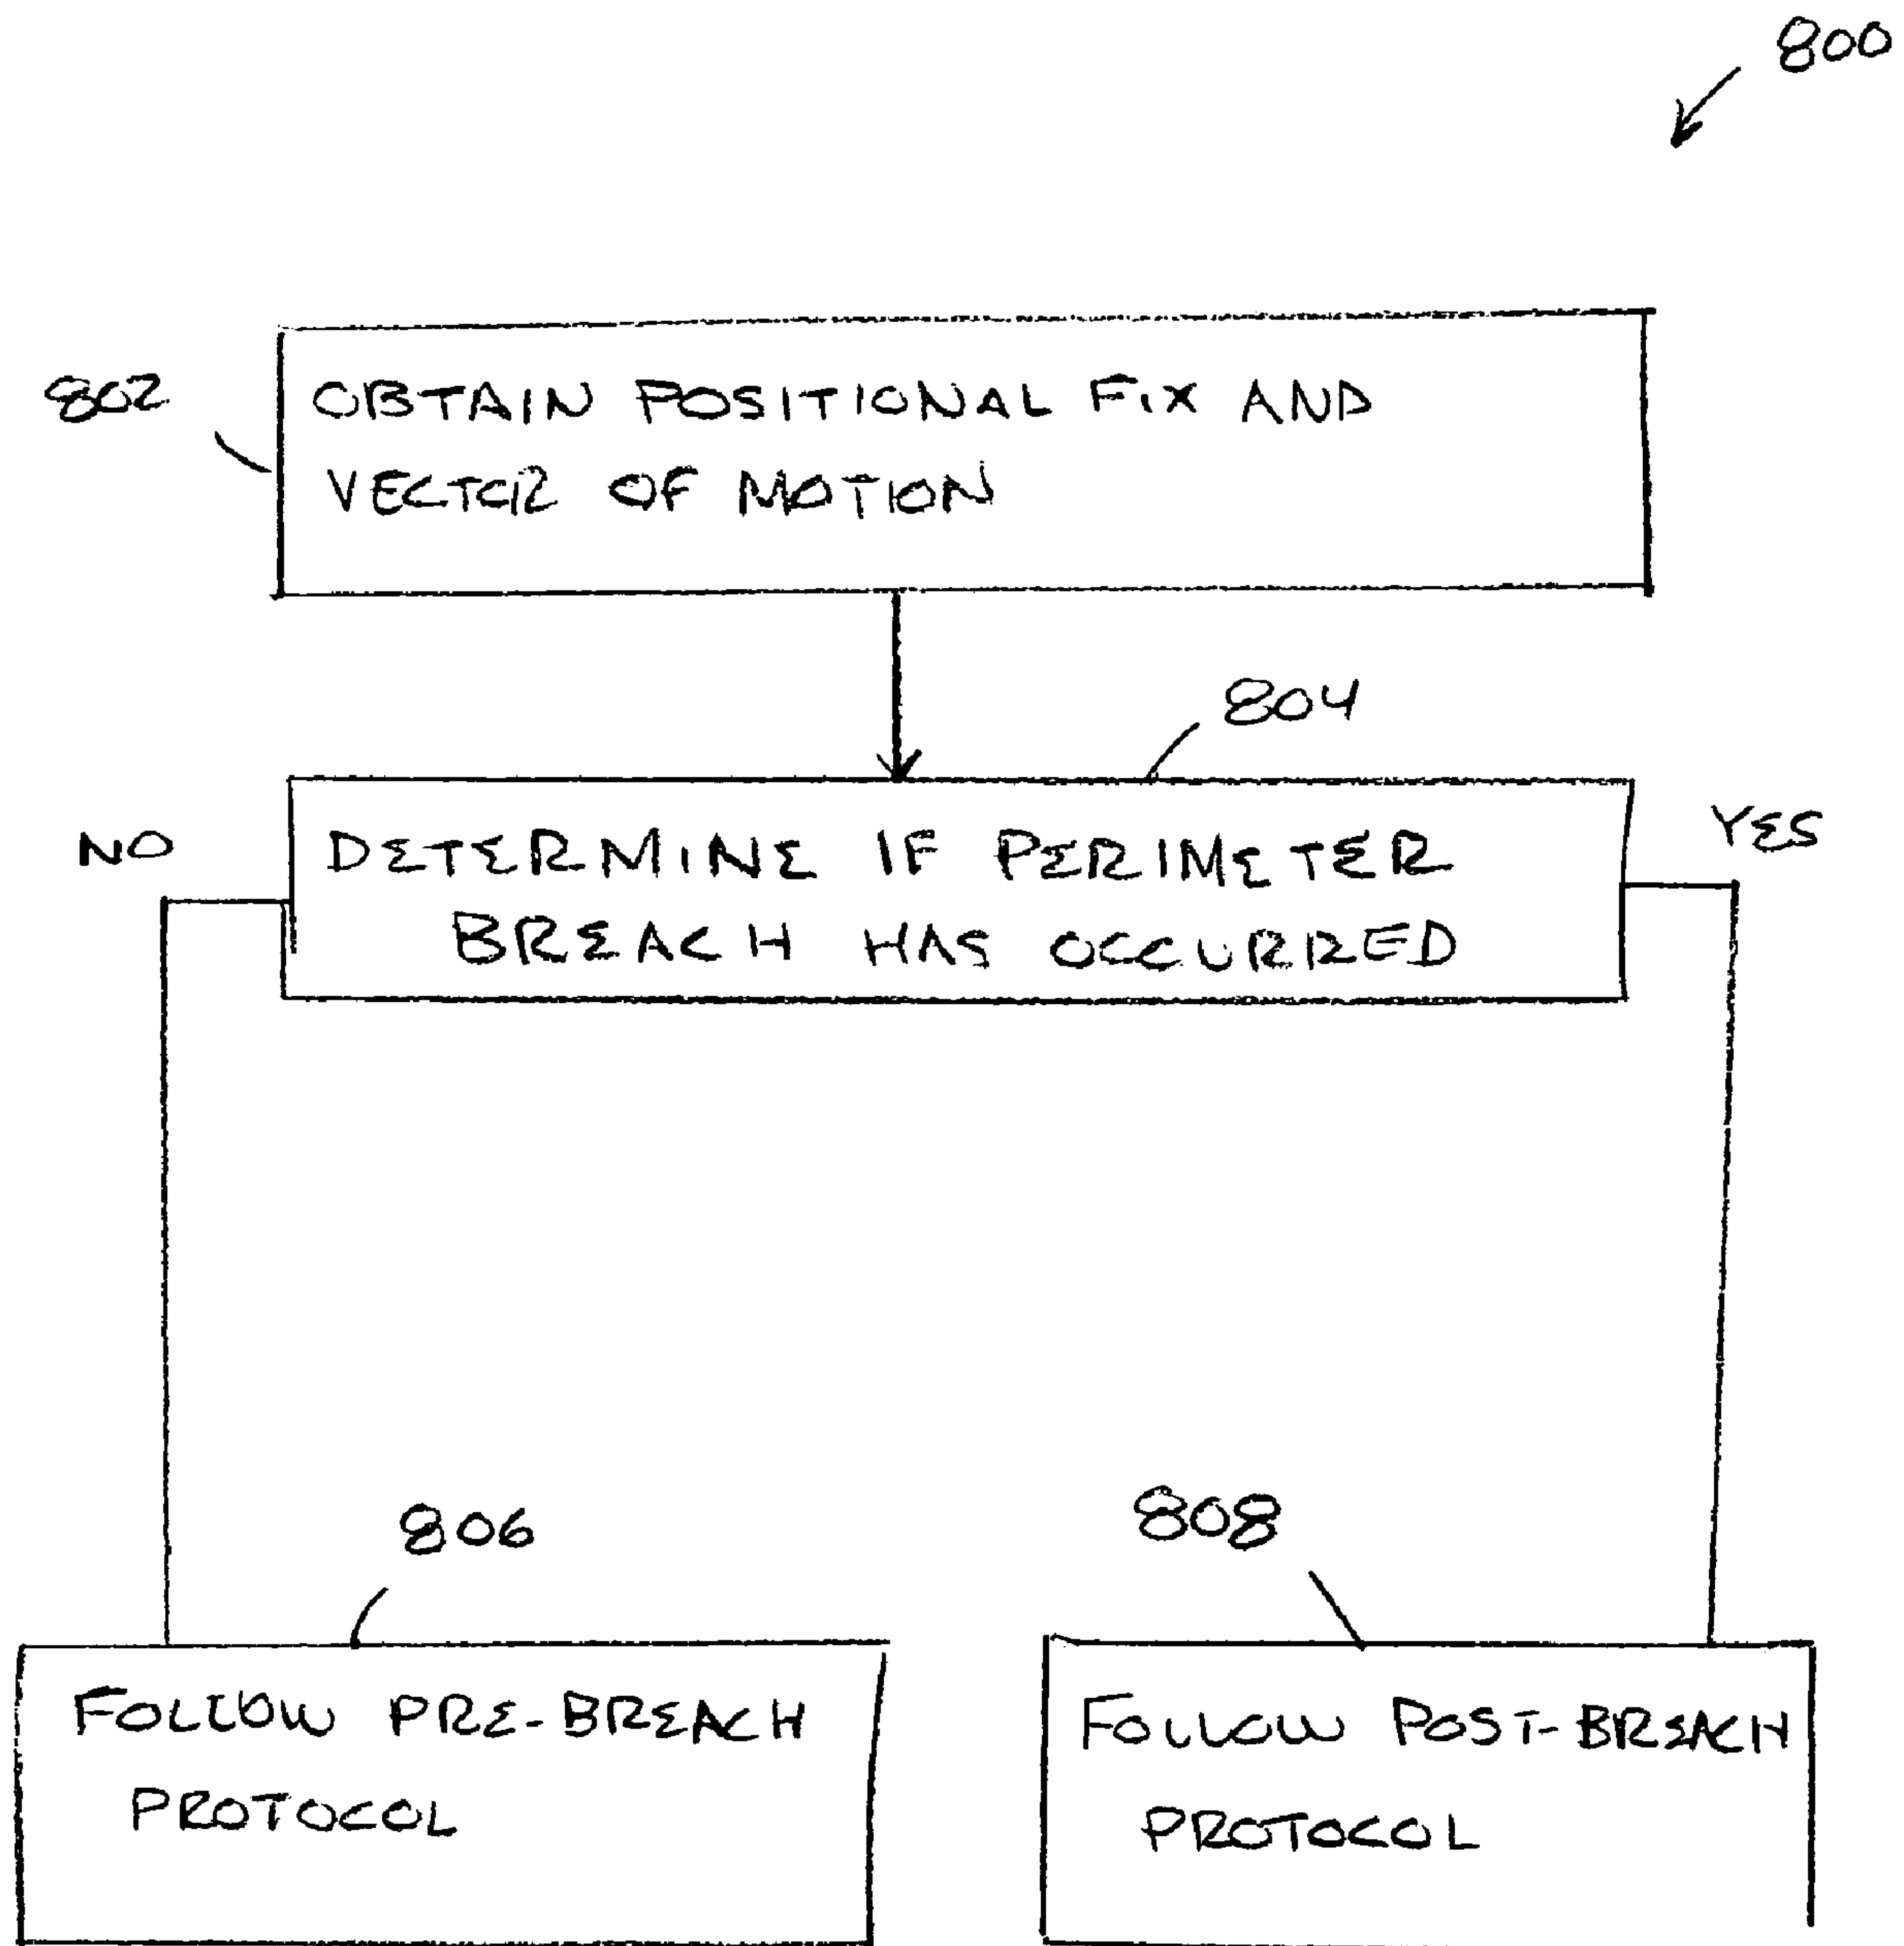 800
802
OBTAIN POSITIONAL FIX AND
VECTOR OF MOTION
804
NO
DETERMINE IF PERIMETER
BREACH HAS OCCURRED
YES
806
808
FOLLOW PRE-BREACH
PROTOCOL
FOLLOW POST-BREACH
PROTOCOL